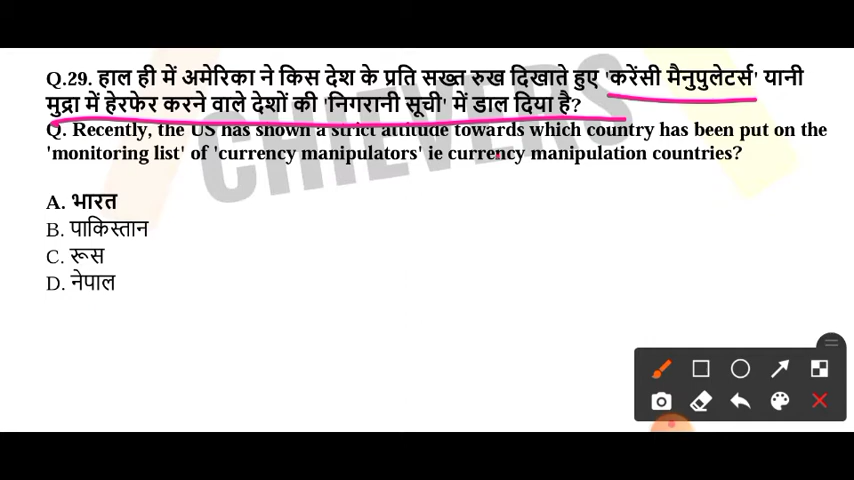 Q.29. हाल ही में अमेरिका ने किस देश के प्रति सख्त रुख दिखाते हुए 'करेंसी मैनुपुलेटर्स' यानी
मुद्रा में हेरफेर करने वाले देशों की 'निगरानी सूची' में डाल दिया है?
Q. Recently, the US has shown a strict attitude towards which country has been put on the
'monitoring list' of 'currency manipulators' ie currency manipulation countries?
A. भारत
B. पाकिस्तान
C. रूस
D. नेपाल
CHIEVERS